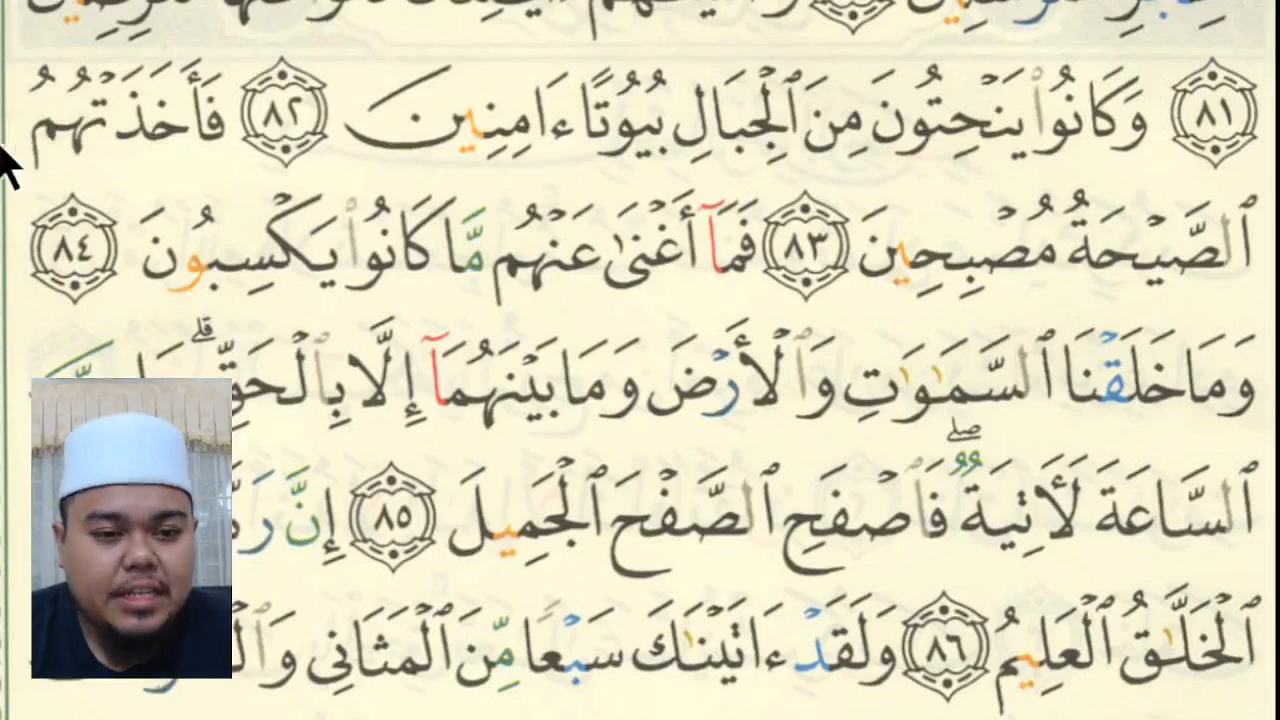 ٨١ وَكَانُوا۟ يَنْحِتُونَ مِنَ ٱلْجِبَالِ بُيُوتًا ءَامِنِينَ ٨٢ فَأَخَذَتْهُمُ
ٱلصَّيْحَةُ مُصْبِحِينَ ٨٣ فَمَآ أَغْنَىٰ عَنْهُم مَّا كَانُوا۟ يَكْسِبُونَ ٨٤
وَمَا خَلَقْنَا ٱلسَّمَٰوَٰتِ وَٱلْأَرْضَ وَمَا بَيْنَهُمَآ إِلَّا بِٱلْحَقِّ ۗ
ٱلسَّاعَةَ لَءَاتِيَةٌ ۖ فَٱصْفَحِ ٱلصَّفْحَ ٱلْجَمِيلَ ٨٥ إِنَّ
ٱلْخَلَّٰقُ ٱلْعَلِيمُ ٨٦ وَلَقَدْ ءَاتَيْنَٰكَ سَبْعًا مِّنَ ٱلْمَثَانِى